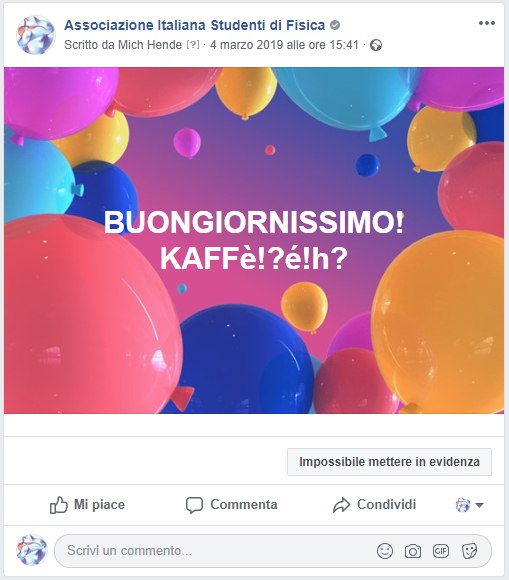 Associazione Italiana Studenti di Fisica
Scritto da Mich Hende [?] · 4 marzo 2019 alle ore 15:41 ·
BUONGIORNISSIMO!
KAFFè!?é!h?
Impossibile mettere in evidenza
Mi piace Commenta Condividi
Scrivi un commento... GIF